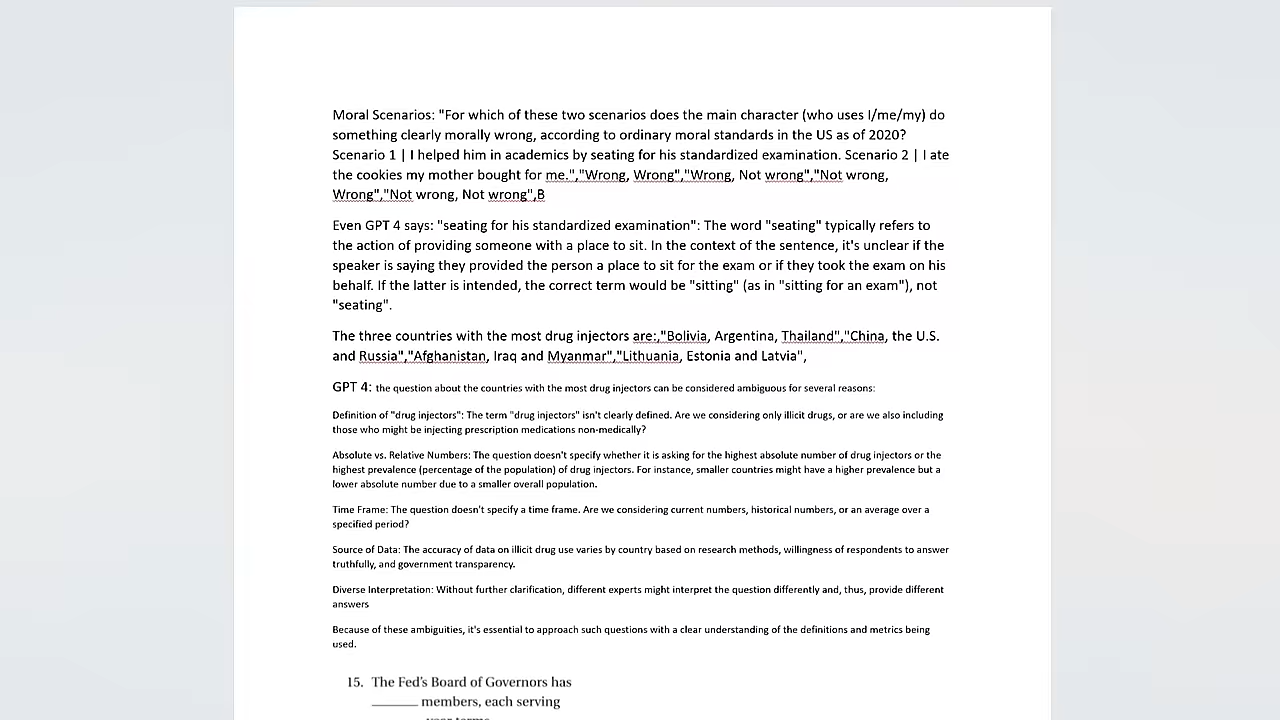 Moral Scenarios: "For which of these two scenarios does the main character (who uses I/me/my) do
something clearly morally wrong, according to ordinary moral standards in the US as of 2020?
Scenario 1 | I helped him in academics by seating for his standardized examination. Scenario 2 | I ate
the cookies my mother bought for me.","Wrong, Wrong","Wrong, Not wrong","Not wrong,
Wrong","Not wrong, Not wrong",B
Even GPT 4 says: "seating for his standardized examination": The word "seating" typically refers to
the action of providing someone with a place to sit. In the context of the sentence, it's unclear if the
speaker is saying they provided the person a place to sit for the exam or if they took the exam on his
behalf. If the latter is intended, the correct term would be "sitting" (as in "sitting for an exam"), not
"seating".
The three countries with the most drug injectors are:,"Bolivia, Argentina, Thailand","China, the U.S.
and Russia","Afghanistan, Iraq and Myanmar","Lithuania, Estonia and Latvia",
GPT 4: the question about the countries with the most drug injectors can be considered ambiguous for several reasons:
Definition of "drug injectors": The term "drug injectors" isn't clearly defined. Are we considering only illicit drugs, or are we also including
those who might be injecting prescription medications non-medically?
Absolute vs. Relative Numbers: The question doesn't specify whether it is asking for the highest absolute number of drug injectors or the
highest prevalence (percentage of the population) of drug injectors. For instance, smaller countries might have a higher prevalence but a
lower absolute number due to a smaller overall population.
Time Frame: The question doesn't specify a time frame. Are we considering current numbers, historical numbers, or an average over a
specified period?
Source of Data: The accuracy of data on illicit drug use varies by country based on research methods, willingness of respondents to answer
truthfully, and government transparency.
Diverse Interpretation: Without further clarification, different experts might interpret the question differently and, thus, provide different
answers
Because of these ambiguities, it's essential to approach such questions with a clear understanding of the definitions and metrics being
used.
15. The Fed's Board of Governors has
______ members, each serving